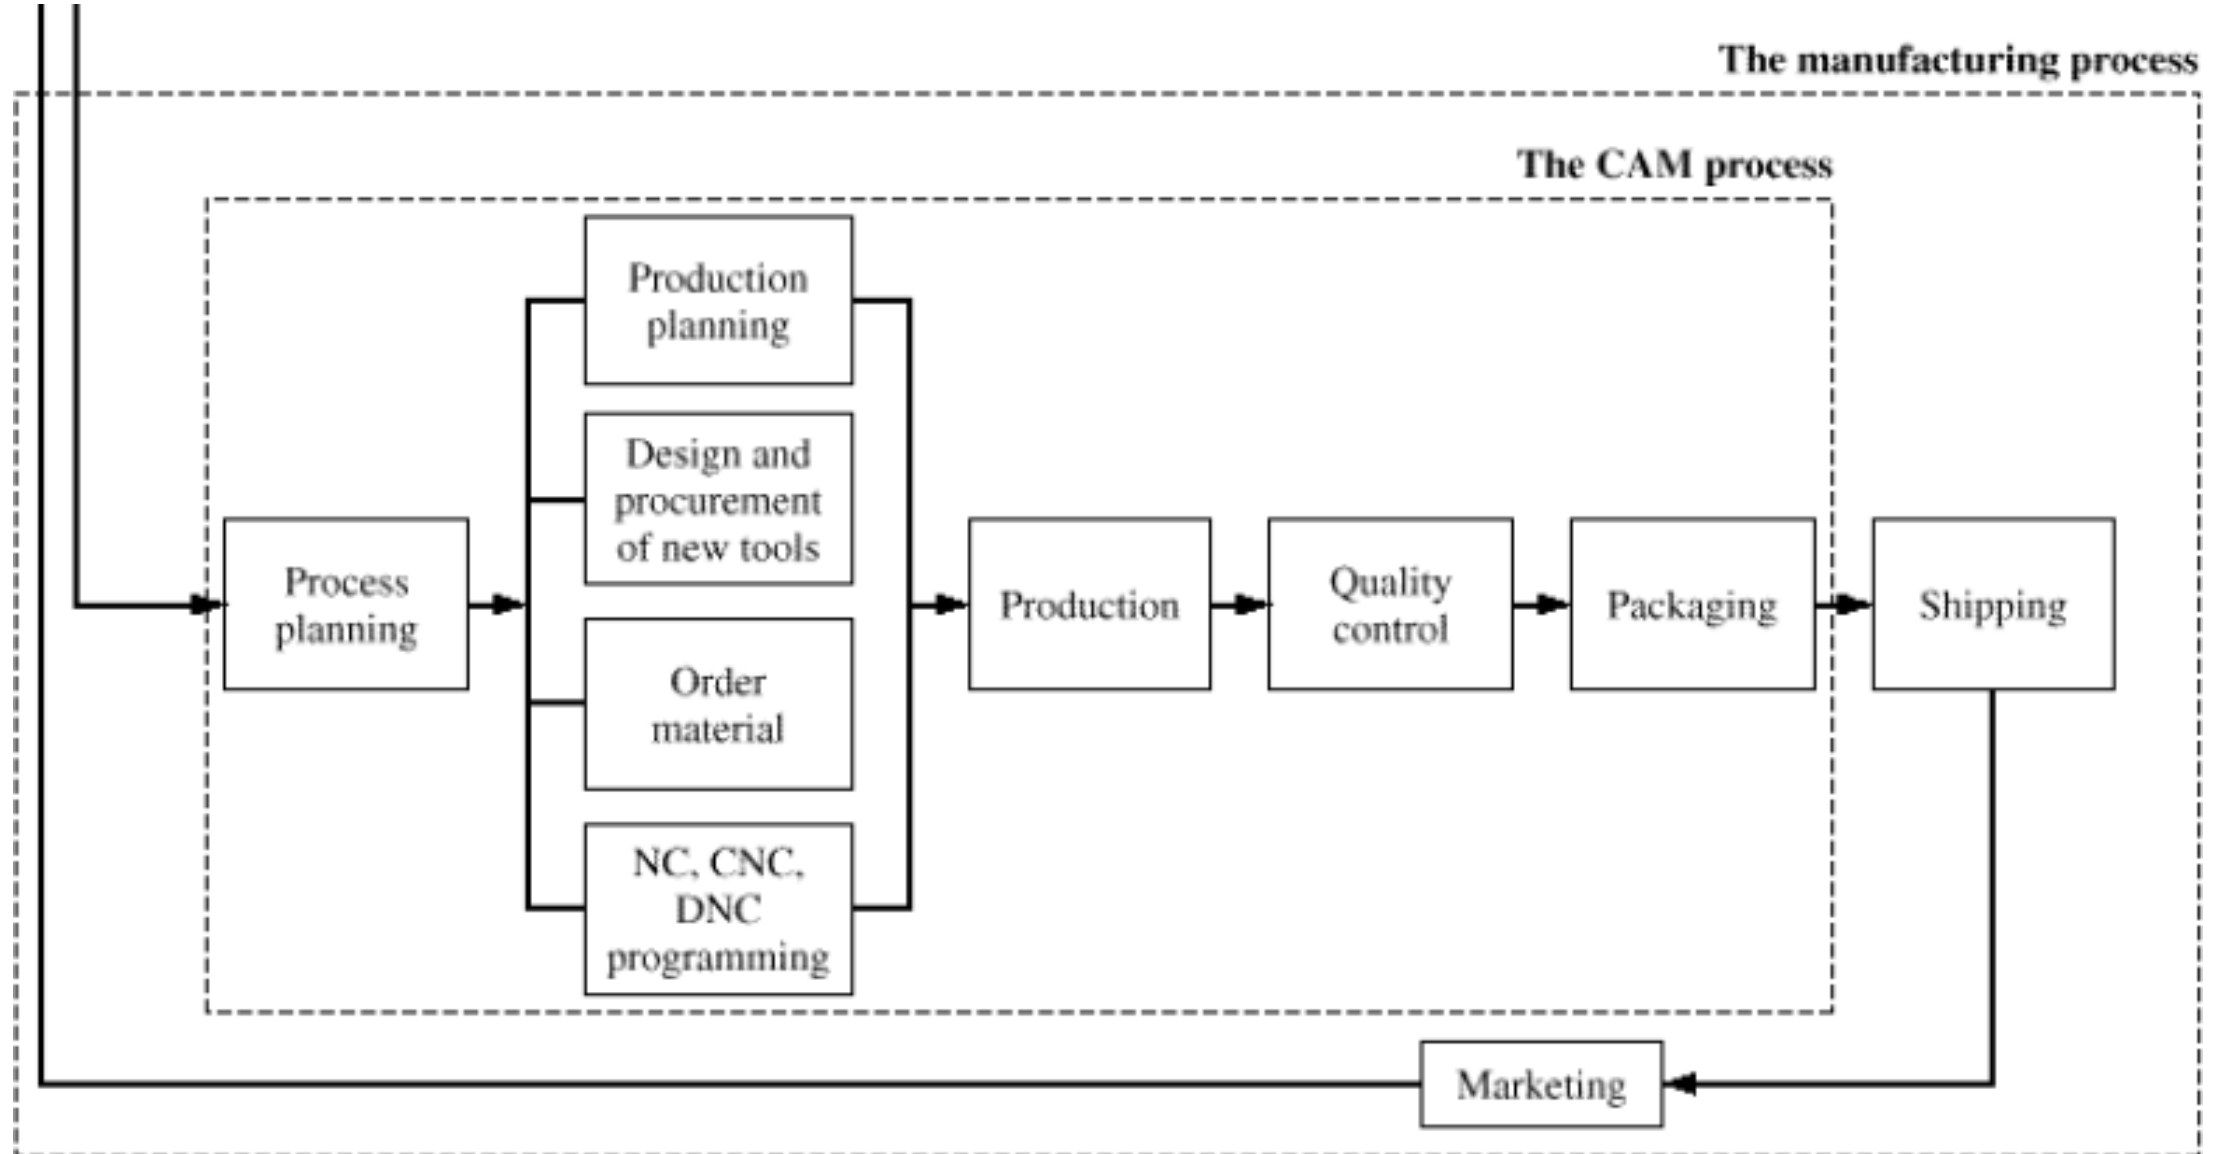 The manufacturing process
The CAM process
Production
planning
Design and
procurement
of new tools
Process
planning
Order
material
NC, CNC,
DNC
programming
Production
Quality
control
Packaging
Shipping
Marketing